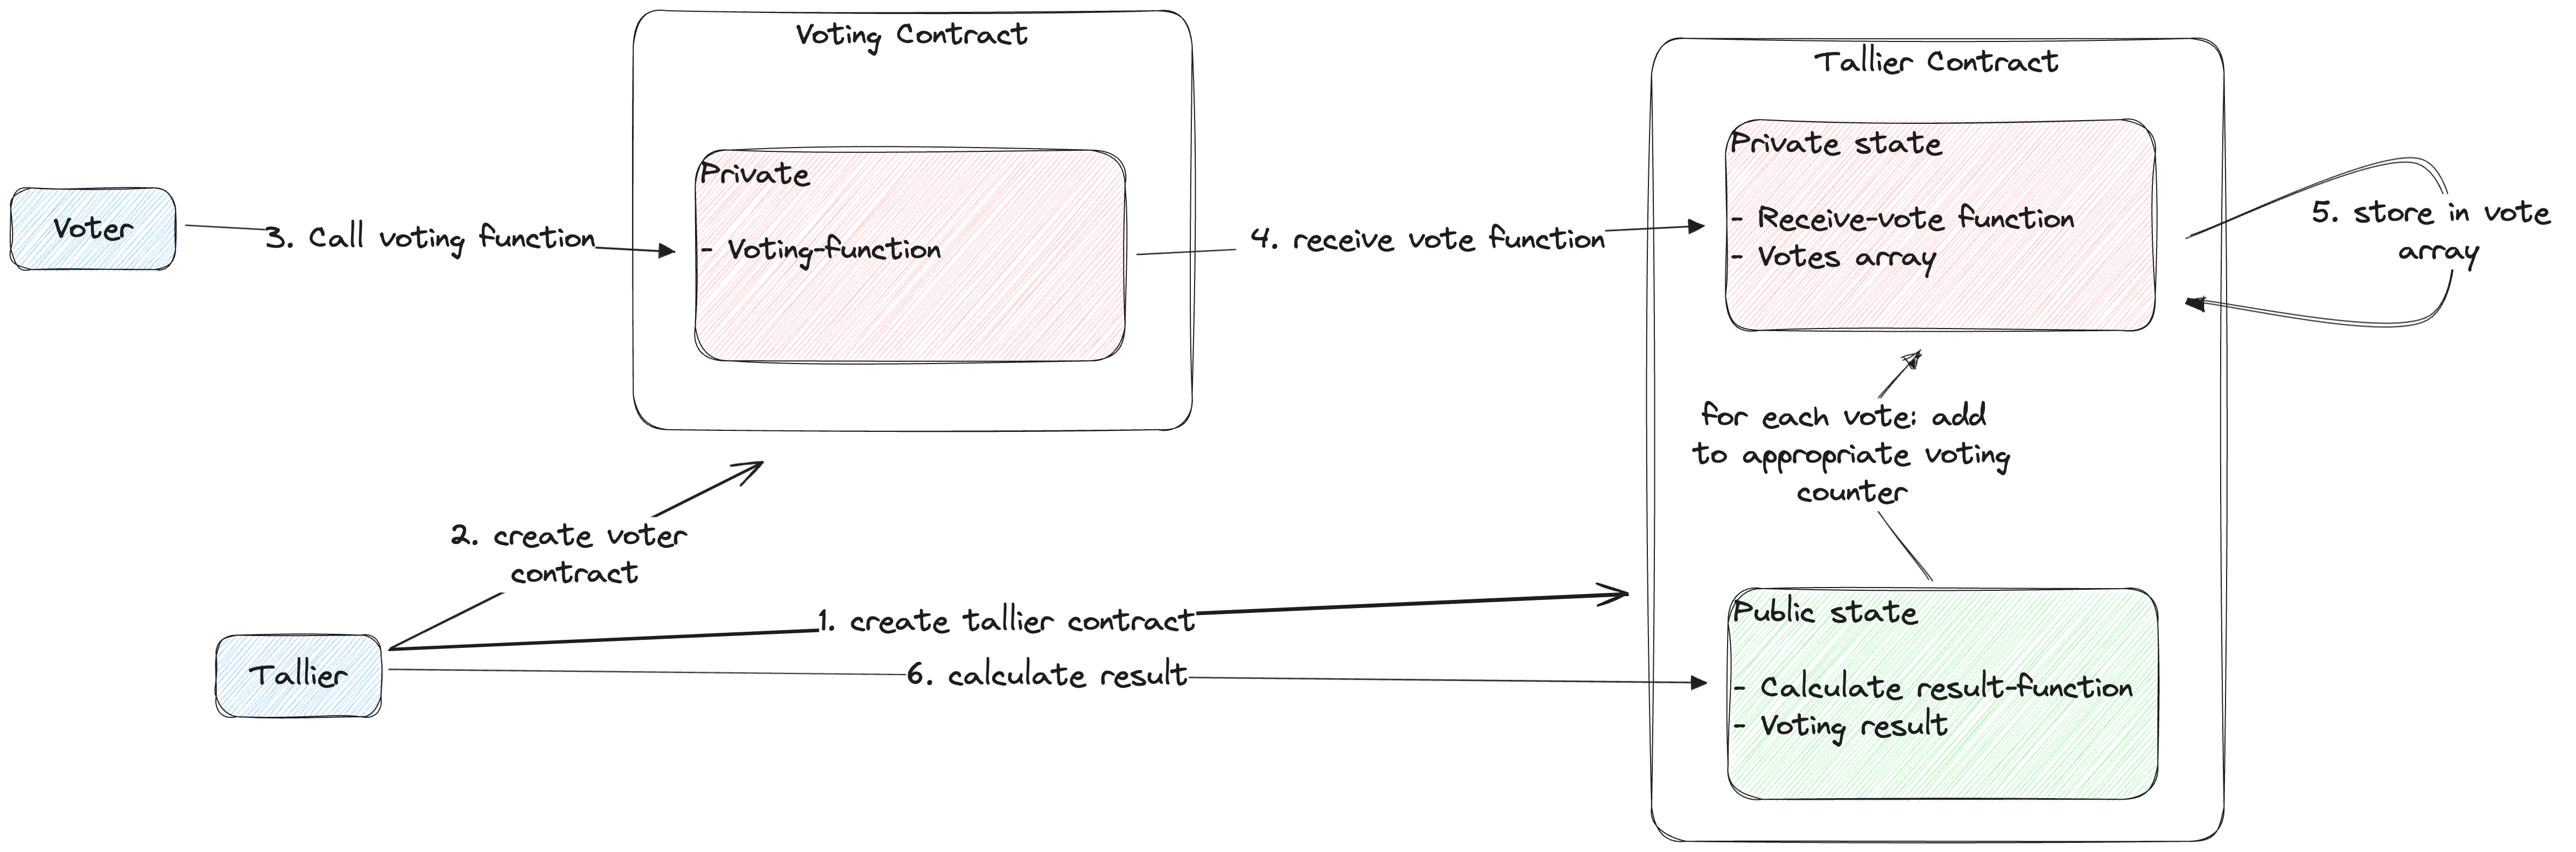 Voting Contract
Private
- Voting-function
Voter
3. Call voting function
4. receive vote function
Tallier Contract
Private state
- Receive-vote function
- Votes array
5. store in vote
array
for each vote: add
to appropriate voting
counter
2. create voter
contract
1. create tallier contract
Tallier
6. calculate result
Public state
- Calculate result-function
- Voting result